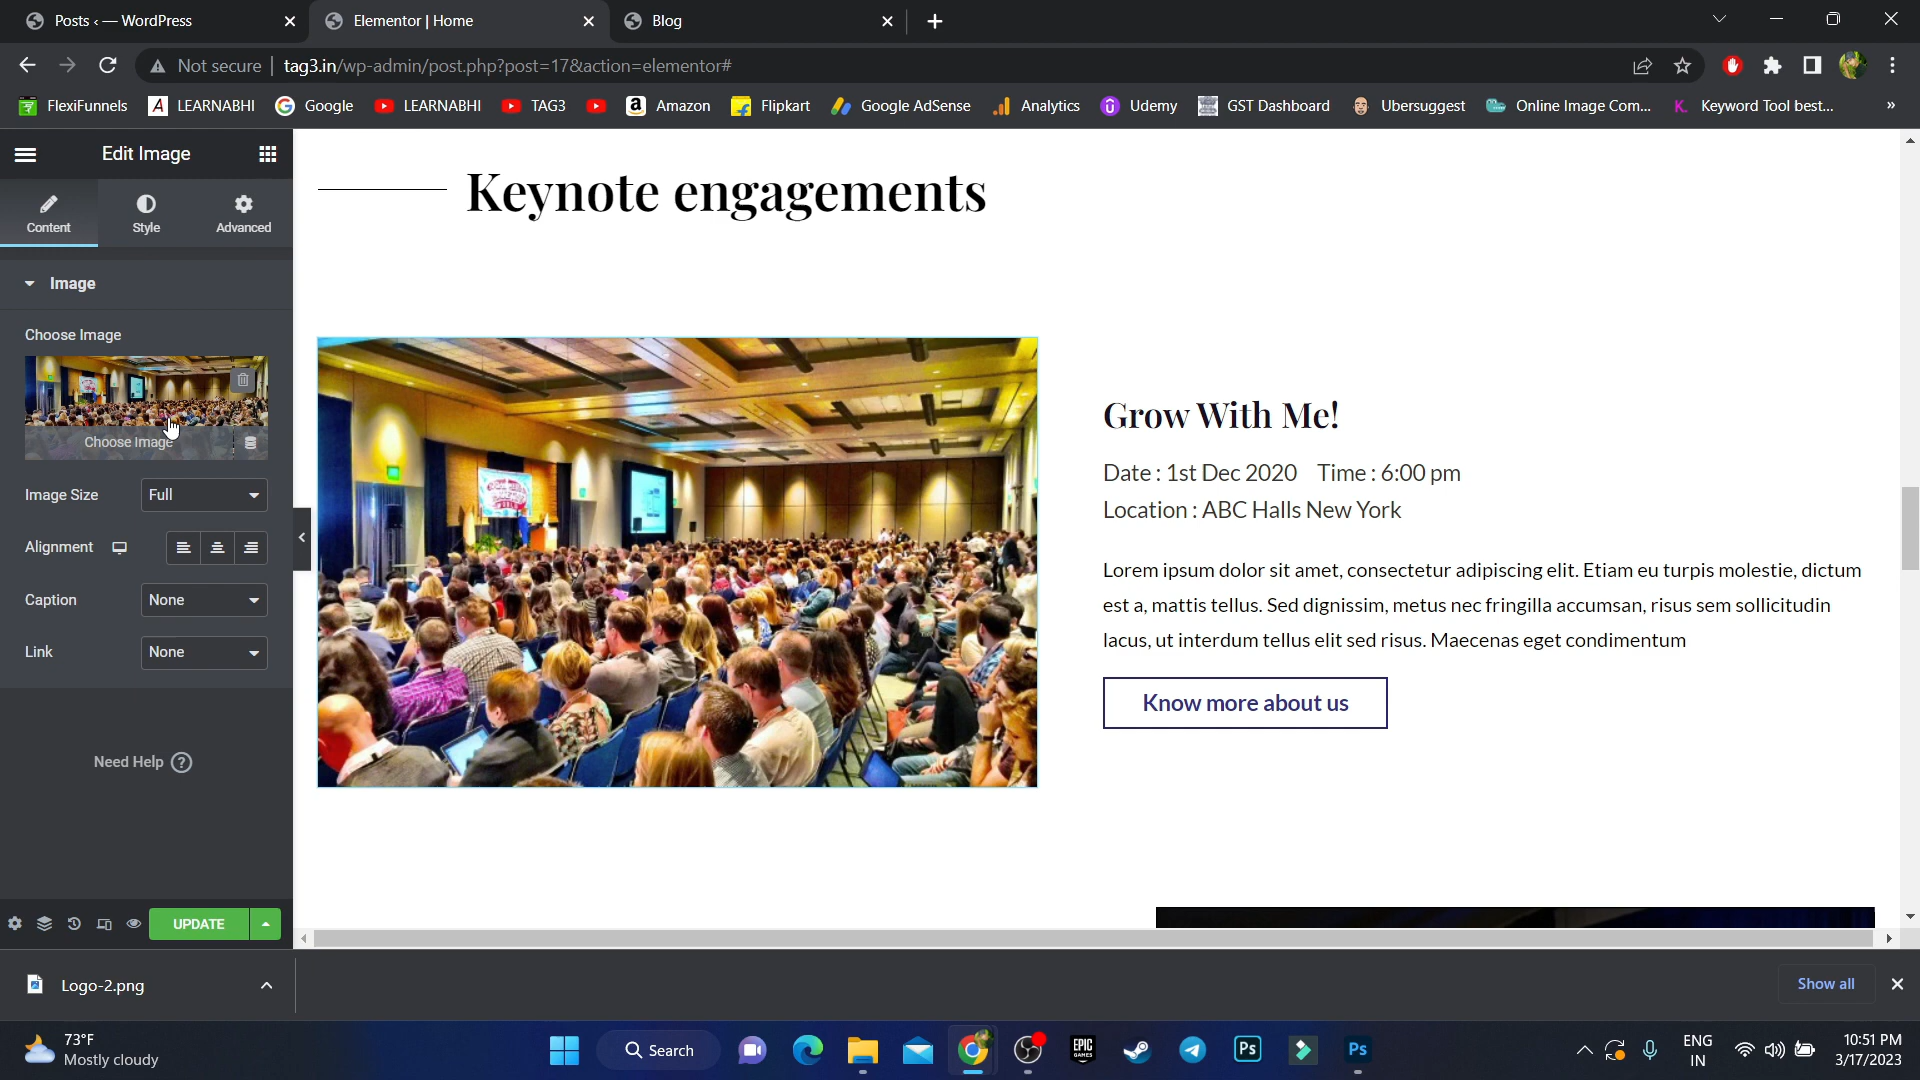 Posts ‹ — WordPress
Elementor | Home
Blog
Not secure
tag3.in/wp-admin/post.php?post=17&action=elementor#
FlexiFunnels
LEARNABHI
Google
LEARNABHI
TAG3
Amazon
Flipkart
Google AdSense
Analytics
Udemy
GST Dashboard
Ubersuggest
Online Image Com...
Keyword Tool best...
»
Edit Image
Content
Style
Advanced
Image
Choose Image
Choose Image
Image Size
Full
Alignment
Caption
None
Link
None
Need Help ?
UPDATE
Keynote engagements
Grow With Me!
Date : 1st Dec 2020 Time : 6:00 pm
Location : ABC Halls New York
Lorem ipsum dolor sit amet, consectetur adipiscing elit. Etiam eu turpis molestie, dictum
est a, mattis tellus. Sed dignissim, metus nec fringilla accumsan, risus sem sollicitudin
lacus, ut interdum tellus elit sed risus. Maecenas eget condimentum
Know more about us
Logo-2.png
Show all
73°F
Mostly cloudy
Search
EPIC
GAMES
Ps
Ps
ENG
IN
10:51 PM
3/17/2023